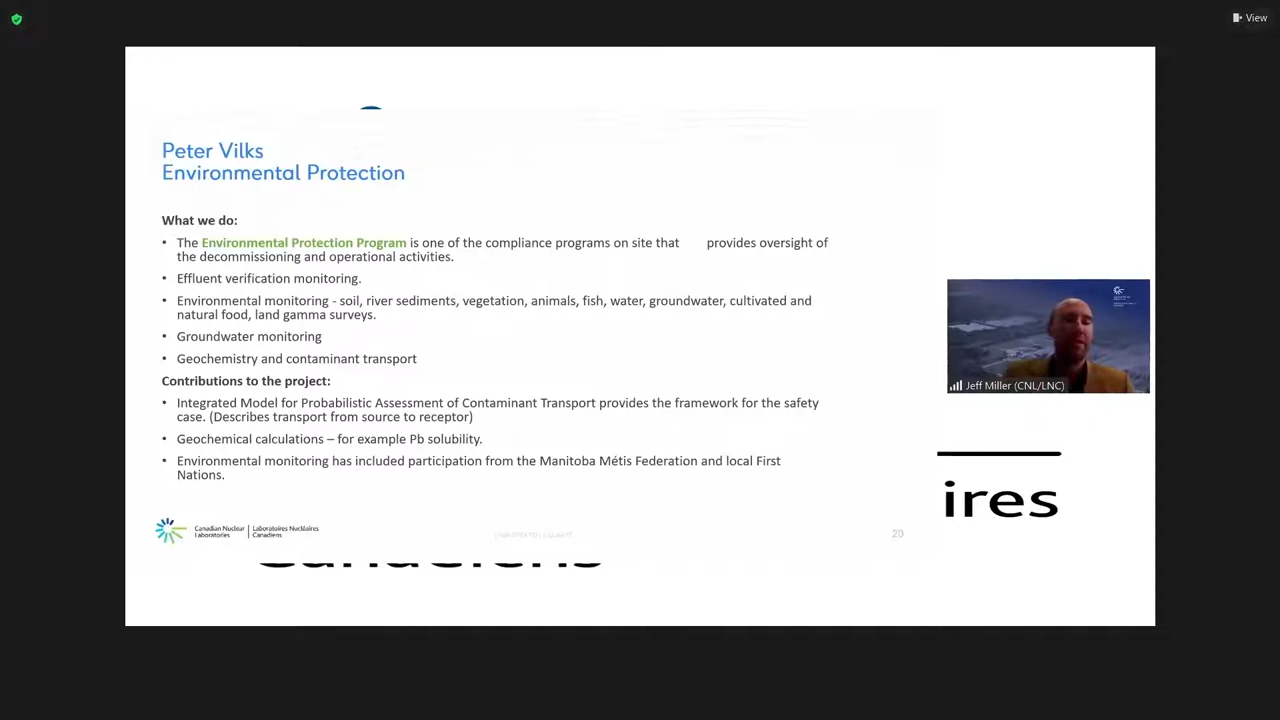 View
Peter Vilks
Environmental Protection
What we do:
• The Environmental Protection Program is one of the compliance programs on site that provides oversight of
the decommissioning and operational activities.
• Effluent verification monitoring.
• Environmental monitoring - soil, river sediments, vegetation, animals, fish, water, groundwater, cultivated and
natural food, land gamma surveys.
• Groundwater monitoring
• Geochemistry and contaminant transport
Contributions to the project:
• Integrated Model for Probabilistic Assessment of Contaminant Transport provides the framework for the safety
case. (Describes transport from source to receptor)
• Geochemical calculations – for example Pb solubility.
• Environmental monitoring has included participation from the Manitoba Métis Federation and local First
Nations.
Jeff Miller (CNL/LNC)
ires
Canadian Nuclear | Laboratoires Nucléaires
Laboratories | Canadiens
20